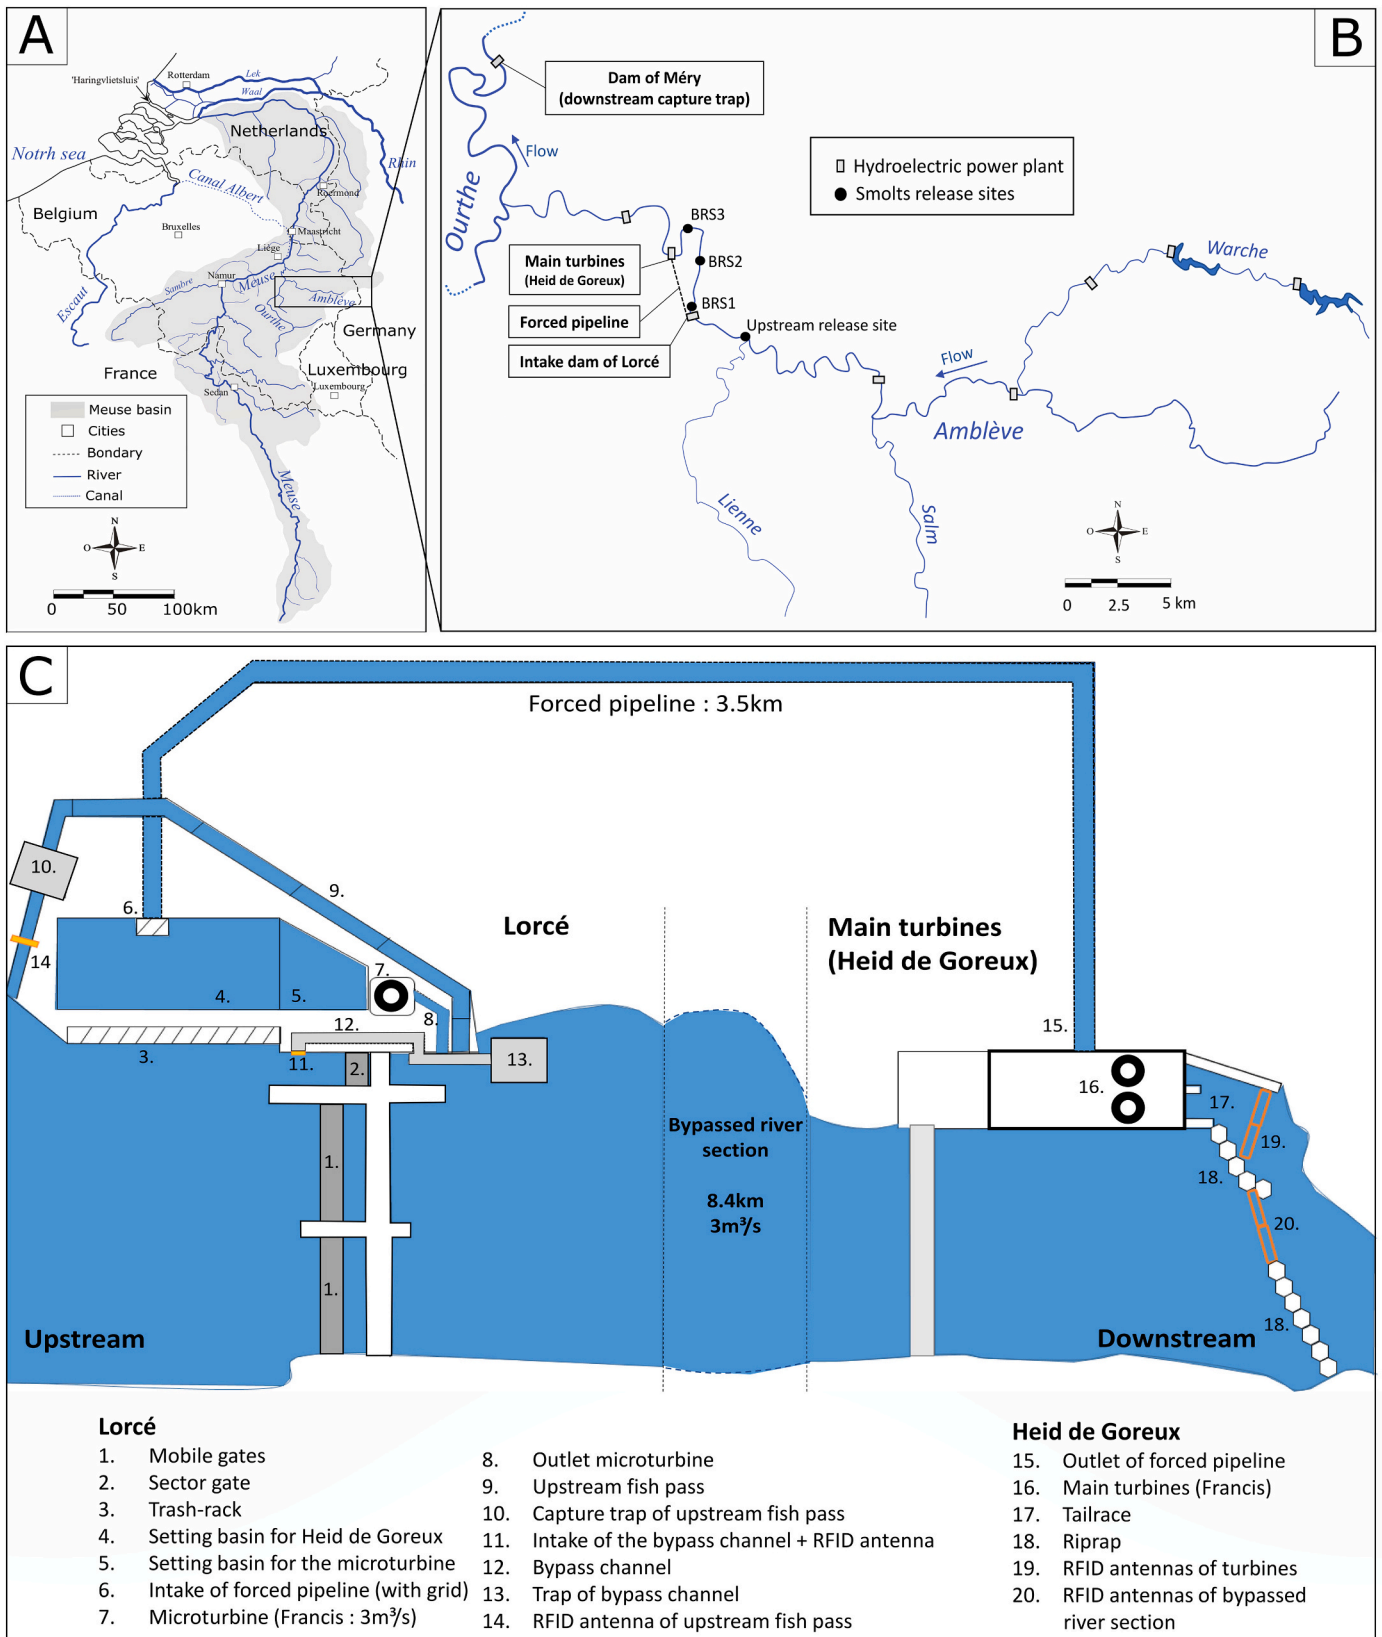 A
'Haringvlietsluis'
Rotterdam
Lek
Waal
Netherlands
Notrh sea
Rhin
Canal Albert
Roermond
Belgium
Bruxelles
Maastricht
Liège
Namur
Meuse
Sambre
Escaut
Ourthe
Amblève
Germany
France
Luxembourg
Luxembourg
Sedan
Meuse basin
Cities
Bondary
River
Canal
Meuse
N
O
E
S
0
50
100km
B
Dam of Méry
(downstream capture trap)
Flow
Ourthe
Hydroelectric power plant
Smolts release sites
BRS3
BRS2
BRS1
Main turbines
(Heid de Goreux)
Forced pipeline
Intake dam of Lorcé
Upstream release site
Warche
Flow
Amblève
Lienne
Salm
N
O
E
S
0
2.5
5 km
C
Forced pipeline : 3.5km
10.
9.
6.
14
4.
5.
7.
8.
12.
3.
11.
2.
13.
1.
1.
Lorcé
Main turbines
(Heid de Goreux)
15.
16.
17.
19.
18.
20.
18.
Bypassed river
section
8.4km
3m³/s
Upstream
Downstream
Lorcé
1. Mobile gates
2. Sector gate
3. Trash-rack
4. Setting basin for Heid de Goreux
5. Setting basin for the microturbine
6. Intake of forced pipeline (with grid)
7. Microturbine (Francis : 3m³/s)
8. Outlet microturbine
9. Upstream fish pass
10. Capture trap of upstream fish pass
11. Intake of the bypass channel + RFID antenna
12. Bypass channel
13. Trap of bypass channel
14. RFID antenna of upstream fish pass
Heid de Goreux
15. Outlet of forced pipeline
16. Main turbines (Francis)
17. Tailrace
18. Riprap
19. RFID antennas of turbines
20. RFID antennas of bypassed
river section